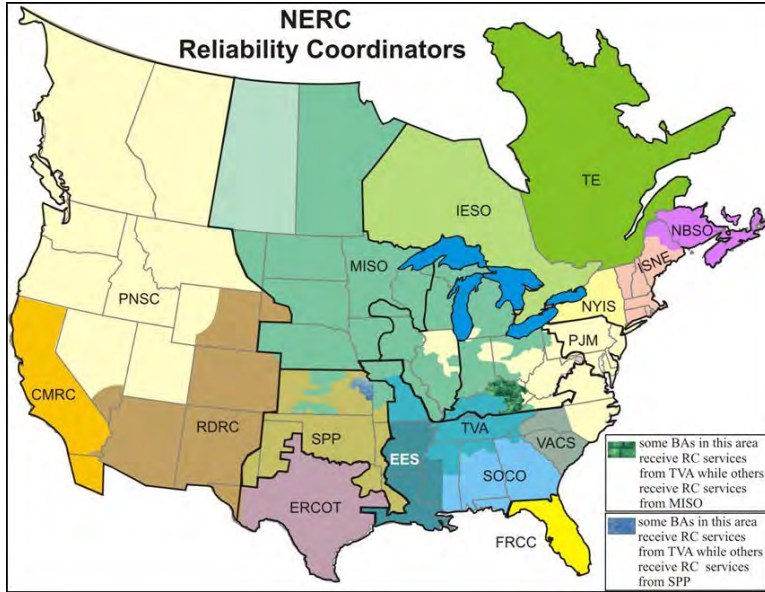 NERC
Reliability Coordinators
TE
IESO
NBSO
MISO
ISNE
PNSC
NYIS
PJM
CMRC
RDRC
TVA
SPP
VACS
EES
SOCO
ERCOT
FRCC
some BAs in this area
receive RC services
from TVA while others
receive RC services
from MISO
some BAs in this area
receive RC services
from TVA while others
receive RC services
from SPP